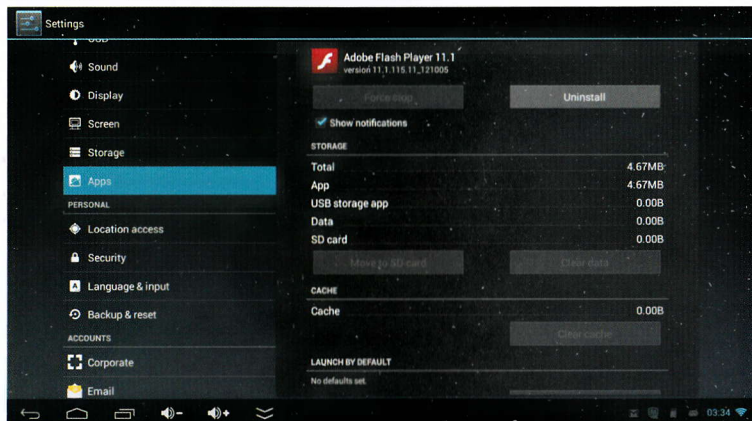 Settings
USB
Sound
Display
Screen
Storage
Apps
PERSONAL
Location access
Security
Language & input
Backup & reset
ACCOUNTS
Corporate
Email
Adobe Flash Player 11.1
version 11.1.115.11_121005
Force stop
Uninstall
Show notifications
STORAGE
Total 4.67MB
App 4.67MB
USB storage app 0.00B
Data 0.00B
SD card 0.00B
Move to SD card
Clear data
CACHE
Cache 0.00B
Clear cache
LAUNCH BY DEFAULT
No defaults set.
03:34